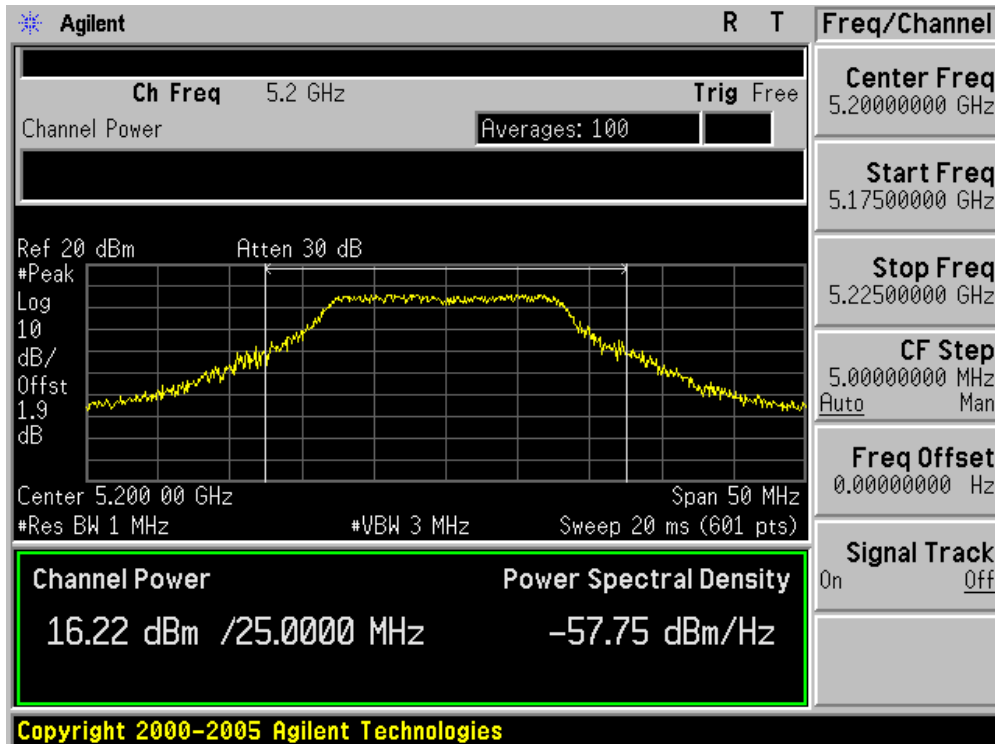 Agilent R T
Ch Freq 5.2 GHz Trig Free
Channel Power Averages: 100
Ref 20 dBm Atten 30 dB
#Peak
Log
10
dB/
Offst
1.9
dB
Center 5.200 00 GHz Span 50 MHz
#Res BW 1 MHz #VBW 3 MHz Sweep 20 ms (601 pts)
Channel Power Power Spectral Density
16.22 dBm /25.0000 MHz -57.75 dBm/Hz
Copyright 2000-2005 Agilent Technologies
Freq/Channel
Center Freq
5.20000000 GHz
Start Freq
5.17500000 GHz
Stop Freq
5.22500000 GHz
CF Step
5.00000000 MHz
Auto Man
Freq Offset
0.00000000 Hz
Signal Track
On Off